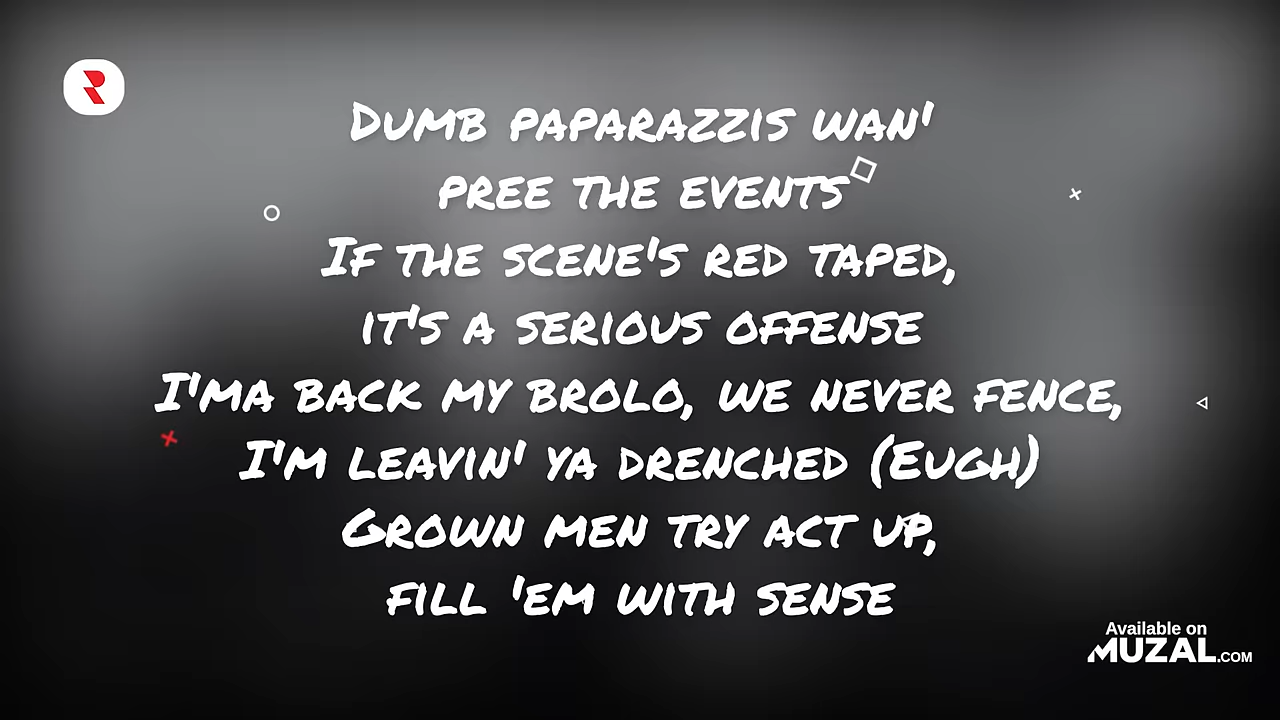 Dumb paparazzis wan'
pree the events
If the scene's red taped,
it's a serious offense
I'ma back my brolo, we never fence,
I'm leavin' ya drenched (Eugh)
Grown men try act up,
fill 'em with sense
Available on
MUZAL.COM